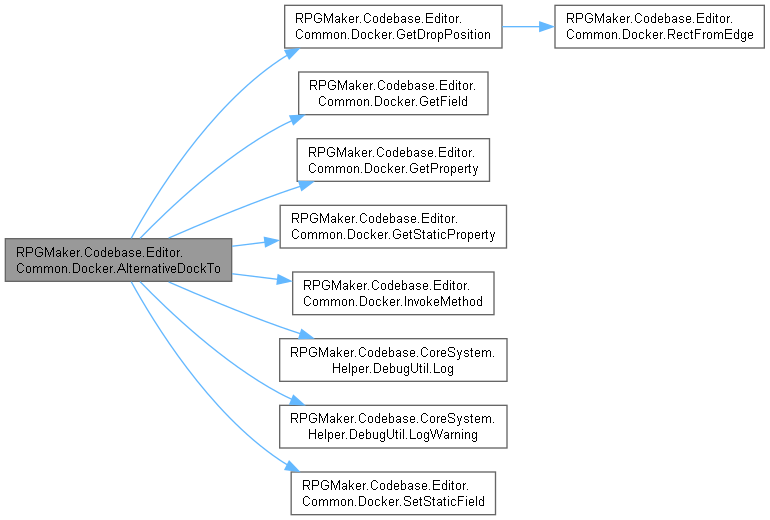 RPGMaker.Codebase.Editor.
Common.Docker.GetDropPosition
RPGMaker.Codebase.Editor.
Common.Docker.RectFromEdge
RPGMaker.Codebase.Editor.
Common.Docker.GetField
RPGMaker.Codebase.Editor.
Common.Docker.GetProperty
RPGMaker.Codebase.Editor.
Common.Docker.GetStaticProperty
RPGMaker.Codebase.Editor.
Common.Docker.AlternativeDockTo
RPGMaker.Codebase.Editor.
Common.Docker.InvokeMethod
RPGMaker.Codebase.CoreSystem.
Helper.DebugUtil.Log
RPGMaker.Codebase.CoreSystem.
Helper.DebugUtil.LogWarning
RPGMaker.Codebase.Editor.
Common.Docker.SetStaticField